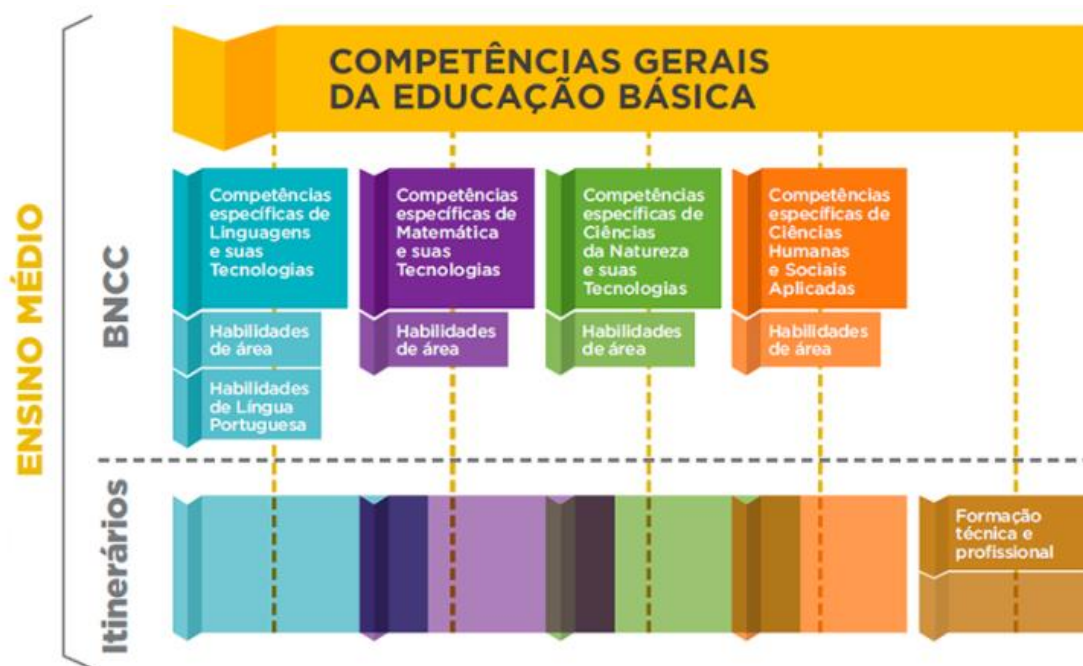 COMPETÊNCIAS GERAIS
DA EDUCAÇÃO BÁSICA
ENSINO MÉDIO
BNCC
Competências
específicas de
Linguagens
e suas
Tecnologias
Habilidades
de área
Habilidades
de Língua
Portuguesa
Competências
específicas de
Matemática
e suas
Tecnologias
Habilidades
de área
Competências
específicas de
Ciências
da Natureza
e suas
Tecnologias
Habilidades
de área
Competências
específicas de
Ciências
Humanas
e Sociais
Aplicadas
Habilidades
de área
Itinerários
Formação
técnica e
profissional